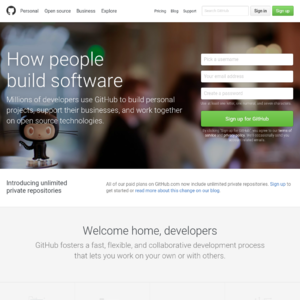 Personal Open source Business Explore
Pricing Blog Support
Sign in Sign up
How people
build software
Millions of developers use GitHub to build personal
projects, support their businesses, and work together
on open source technologies.
Pick a username
Your email address
Create a password
Sign up for GitHub
Introducing unlimited
private repositories
All of our paid plans on GitHub.com now include unlimited private repositories. Sign up to
get started or read more about this change on our blog.
Welcome home, developers
GitHub fosters a fast, flexible, and collaborative development process
that lets you work on your own or with others.